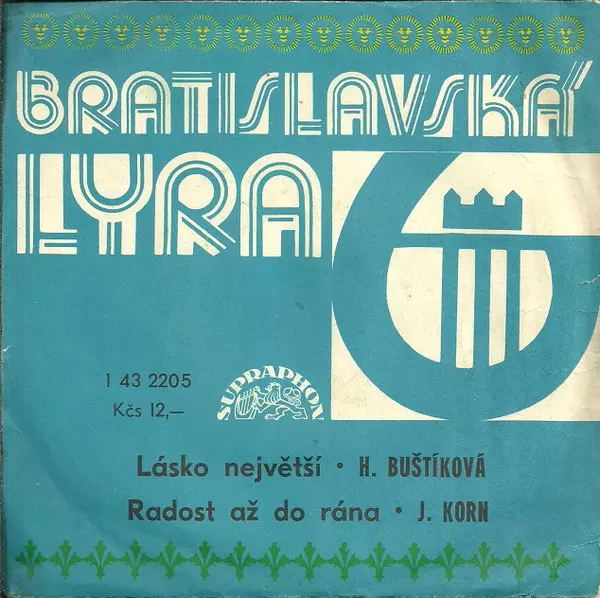 BRATISLAVSKÁ
LYRA
1 43 2205
Kčs 12,—
SUPRAPHON
Lásko největší • H. BUŠTÍKOVÁ
Radost až do rána • J. KORN